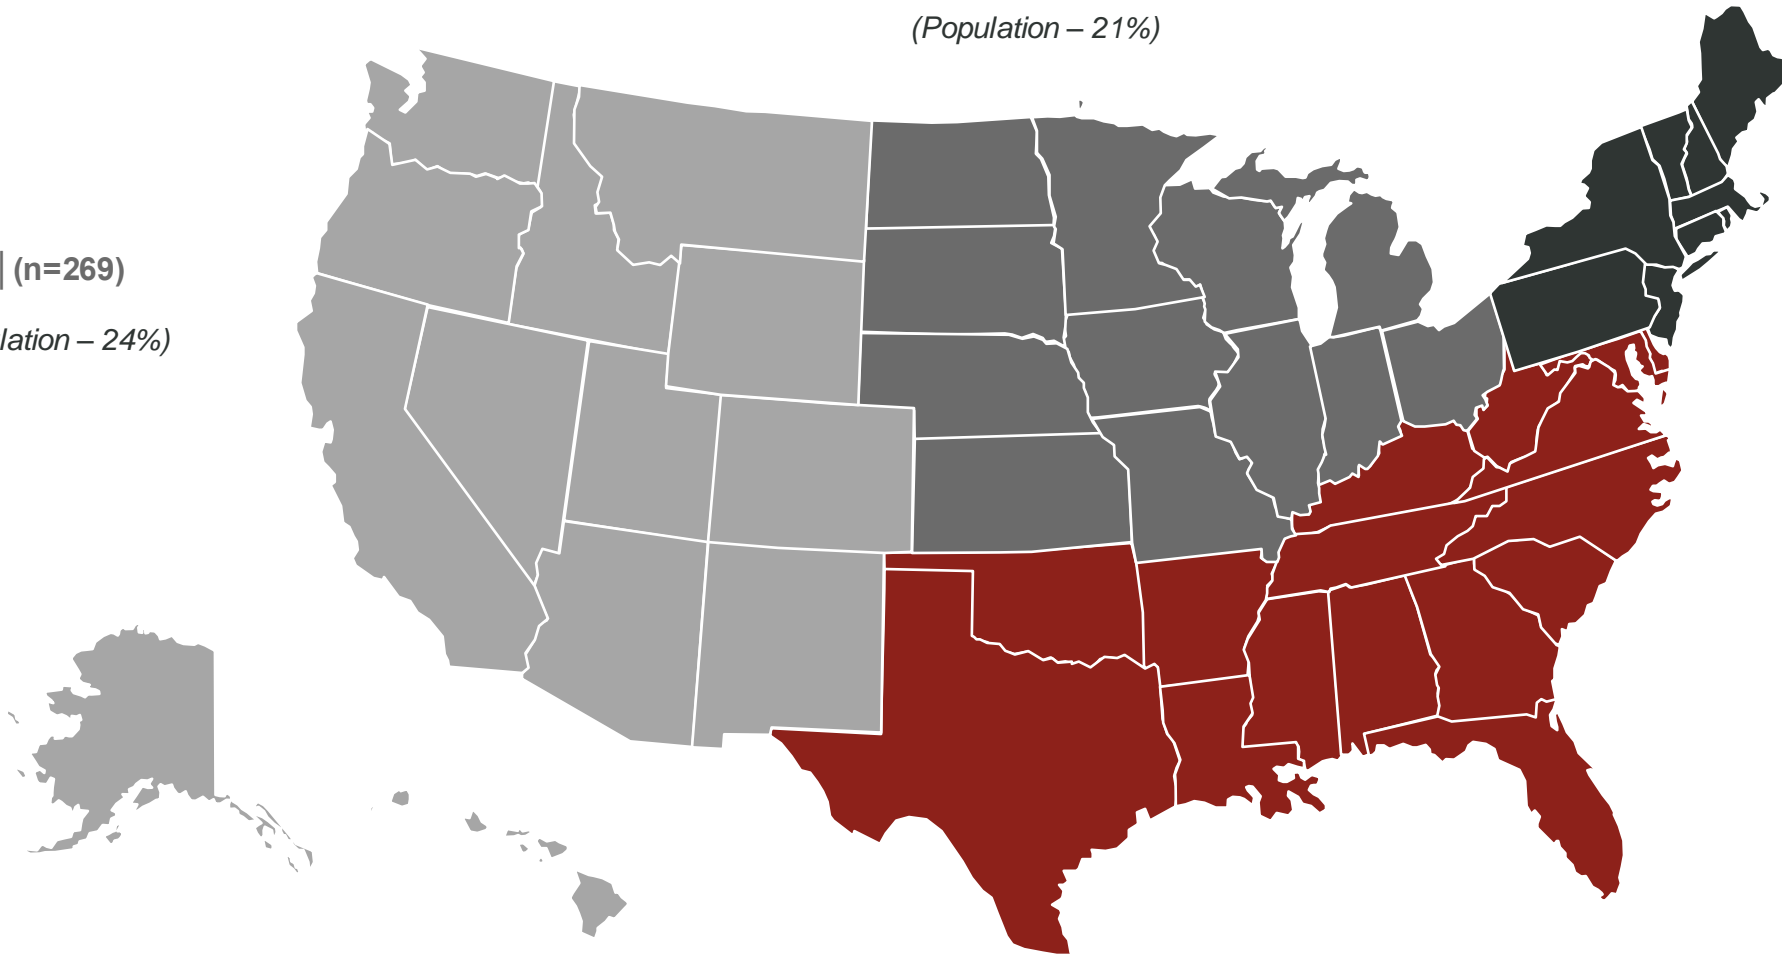 (Population – 21%)
| (n=269)
lation – 24%)